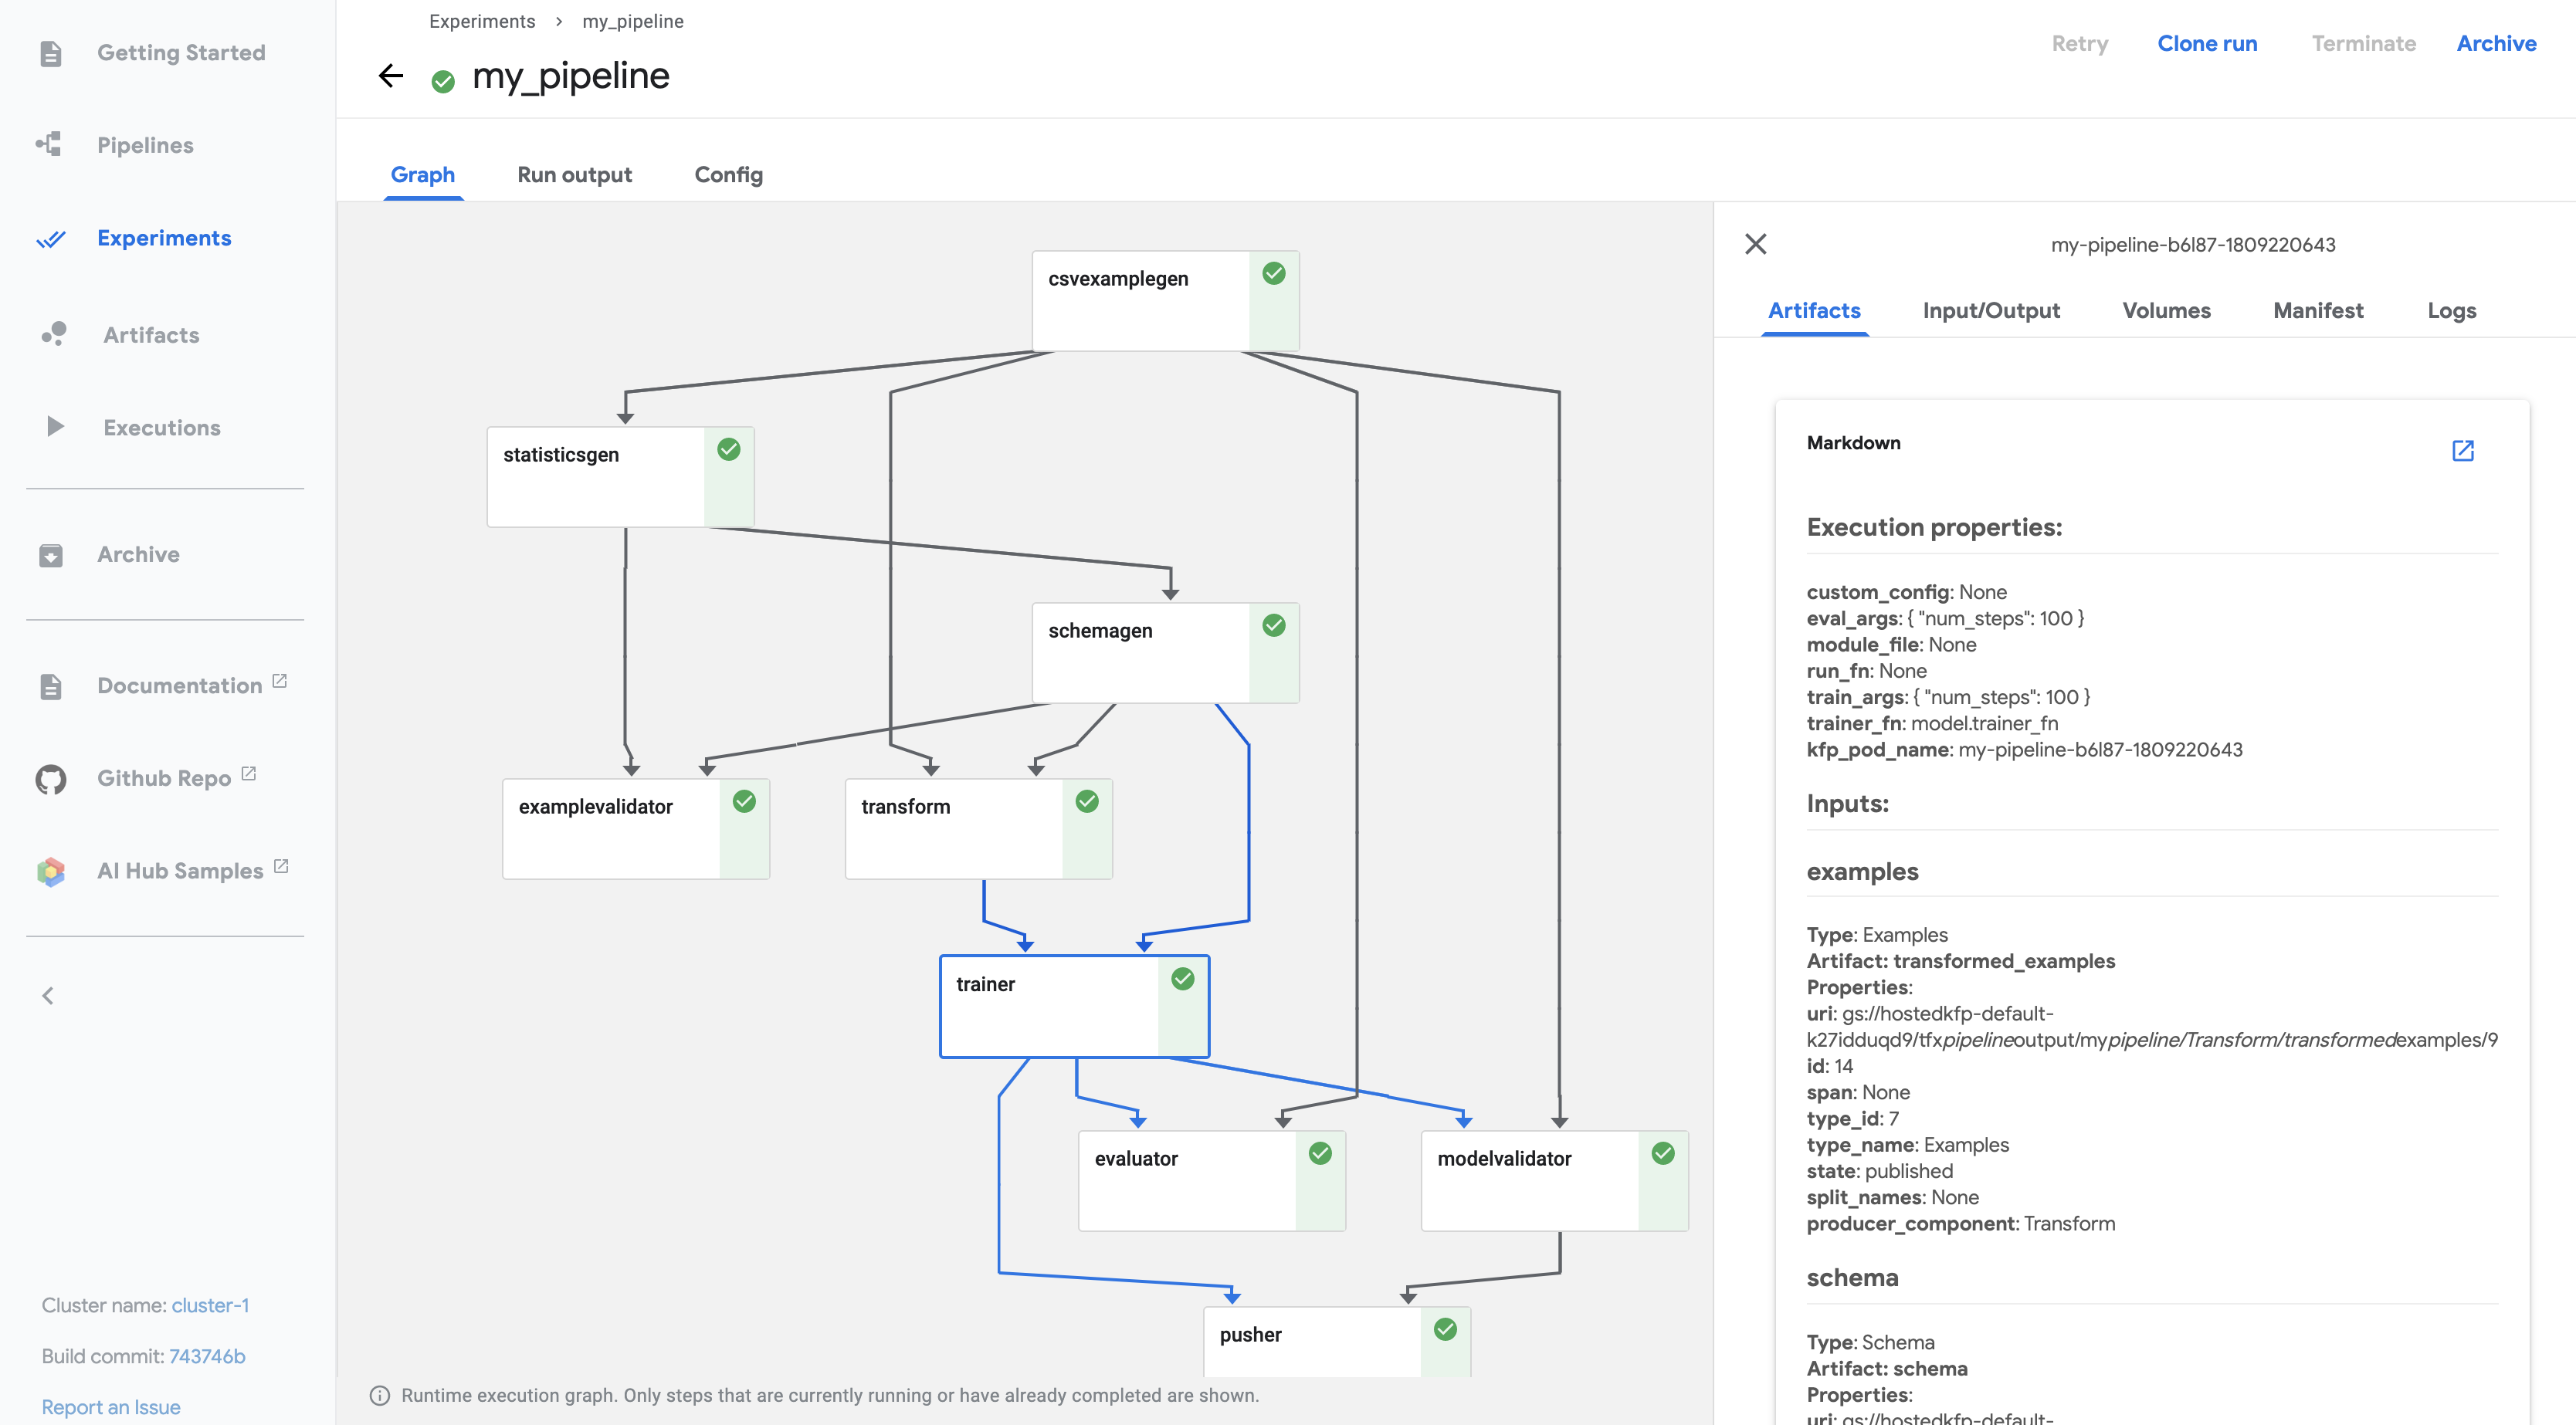 Getting Started
Pipelines
Experiments
Artifacts
Executions
Archive
Documentation
Github Repo
AI Hub Samples
Cluster name: cluster-1
Build commit: 743746b
Report an Issue
Experiments > my_pipeline
my_pipeline
Retry Clone run Terminate Archive
Graph Run output Config
csvexamplegen
statisticsgen
schemagen
examplevalidator
transform
trainer
evaluator
modelvalidator
pusher
Runtime execution graph. Only steps that are currently running or have already completed are shown.
my-pipeline-b6l87-1809220643
Artifacts Input/Output Volumes Manifest Logs
Markdown
Execution properties:
custom_config: None
eval_args: { "num_steps": 100 }
module_file: None
run_fn: None
train_args: { "num_steps": 100 }
trainer_fn: model.trainer_fn
kfp_pod_name: my-pipeline-b6l87-1809220643
Inputs:
examples
Type: Examples
Artifact: transformed_examples
Properties:
uri: gs://hostedkfp-default-
k27idduqd9/tfxpipelineoutput/mypipeline/Transform/transformedexamples/9
id: 14
span: None
type_id: 7
type_name: Examples
state: published
split_names: None
producer_component: Transform
schema
Type: Schema
Artifact: schema
Properties:
uri: gs://hostedkfp-default-